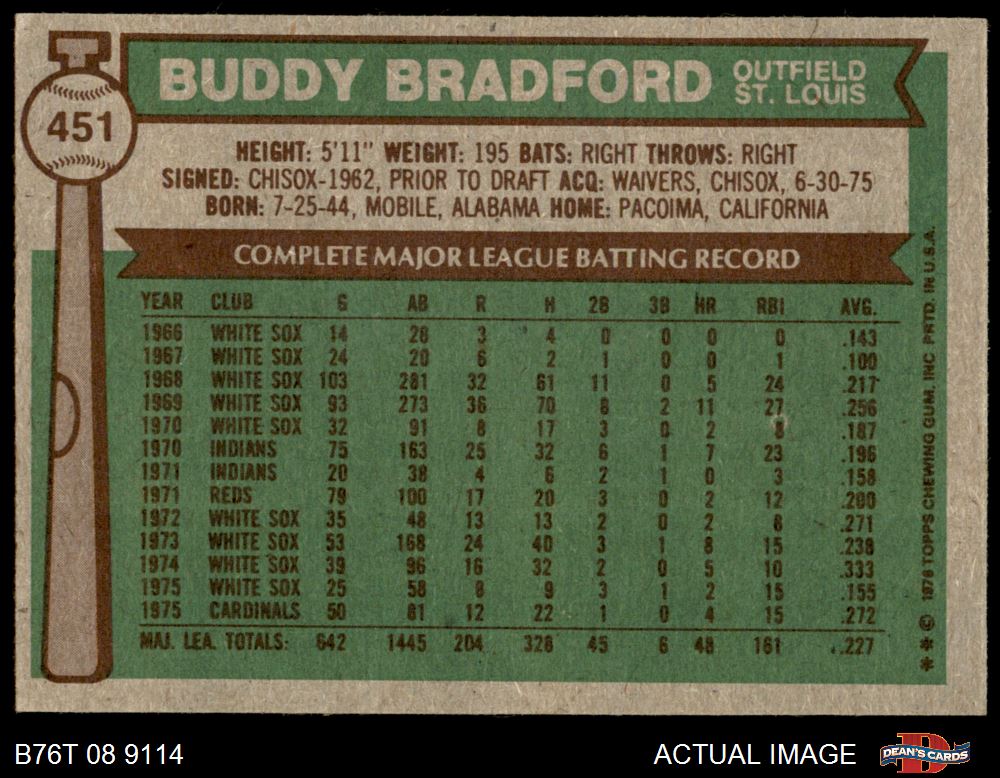 BUDDY BRADFORD
OUTFIELD
ST. LOUIS
451
HEIGHT: 5'11" WEIGHT: 195 BATS: RIGHT THROWS: RIGHT
SIGNED: CHISOX-1962, PRIOR TO DRAFT ACQ: WAIVERS, CHISOX, 6-30-75
BORN: 7-25-44, MOBILE, ALABAMA HOME: PACOIMA, CALIFORNIA
COMPLETE MAJOR LEAGUE BATTING RECORD
YEAR CLUB G AB R H 2B 3B HR RBI AVG.
1966 WHITE SOX 14 28 3 4 0 0 0 0 .143
1967 WHITE SOX 24 20 6 2 1 0 0 1 .100
1968 WHITE SOX 103 281 32 61 11 0 5 24 .217
1969 WHITE SOX 93 273 36 70 8 2 11 27 .256
1970 WHITE SOX 32 91 8 17 3 0 2 8 .187
1970 INDIANS 75 163 25 32 6 1 7 23 .196
1971 INDIANS 20 38 4 6 2 1 0 3 .158
1971 REDS 79 100 17 20 3 0 2 12 .200
1972 WHITE SOX 35 48 13 13 2 0 2 8 .271
1973 WHITE SOX 53 168 24 40 3 1 8 15 .238
1974 WHITE SOX 39 96 16 32 2 0 5 10 .333
1975 WHITE SOX 25 58 8 9 3 1 2 15 .155
1975 CARDINALS 50 81 12 22 1 0 4 15 .272
MAJ. LEA. TOTALS: 642 1445 204 328 45 6 48 161 .227
** © 1976 TOPPS CHEWING GUM, INC. PRTD. IN U.S.A.
B76T 08 9114
ACTUAL IMAGE
DEAN'S CARDS